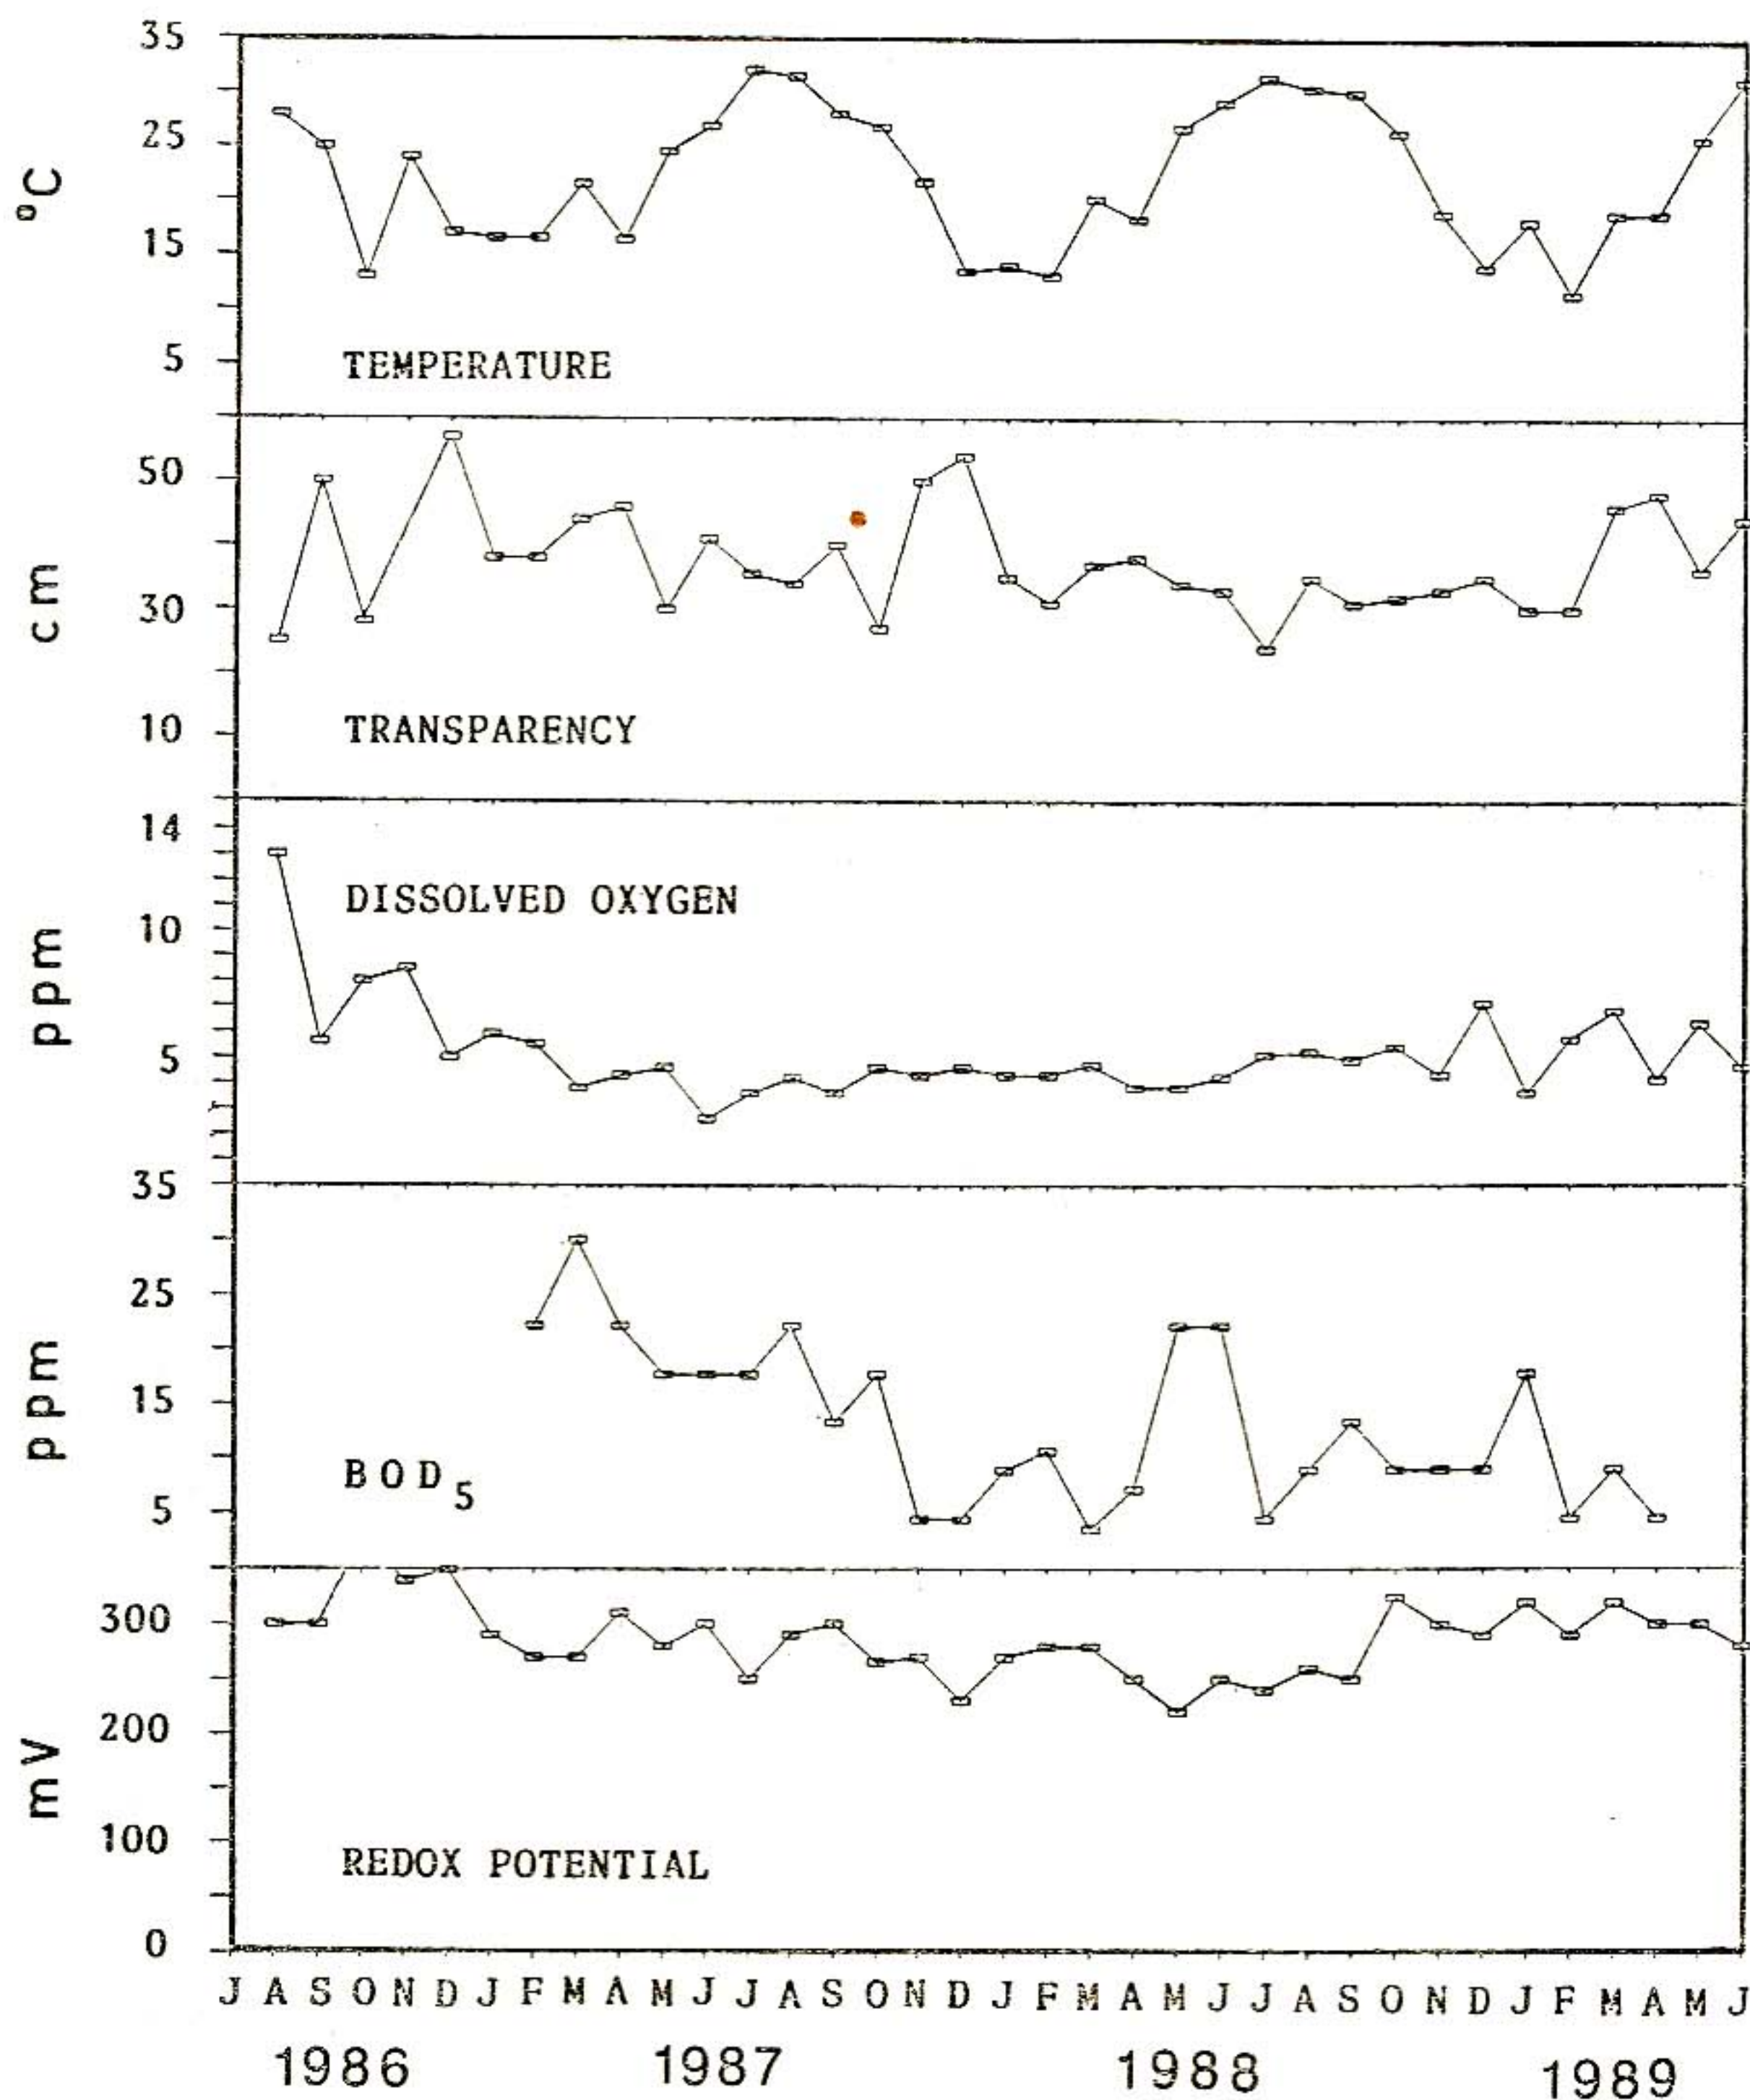 35
25
°C
15
5
TEMPERATURE
50
cm
30
10
TRANSPARENCY
14
DISSOLVED OXYGEN
10
ppm
5
35
25
ppm
15
BOD5
5
300
200
mV
100
REDOX POTENTIAL
0
J A S O N D J F M A M J J A S O N D J F M A M J J A S O N D J F M A M J
1986 1987 1988 1989